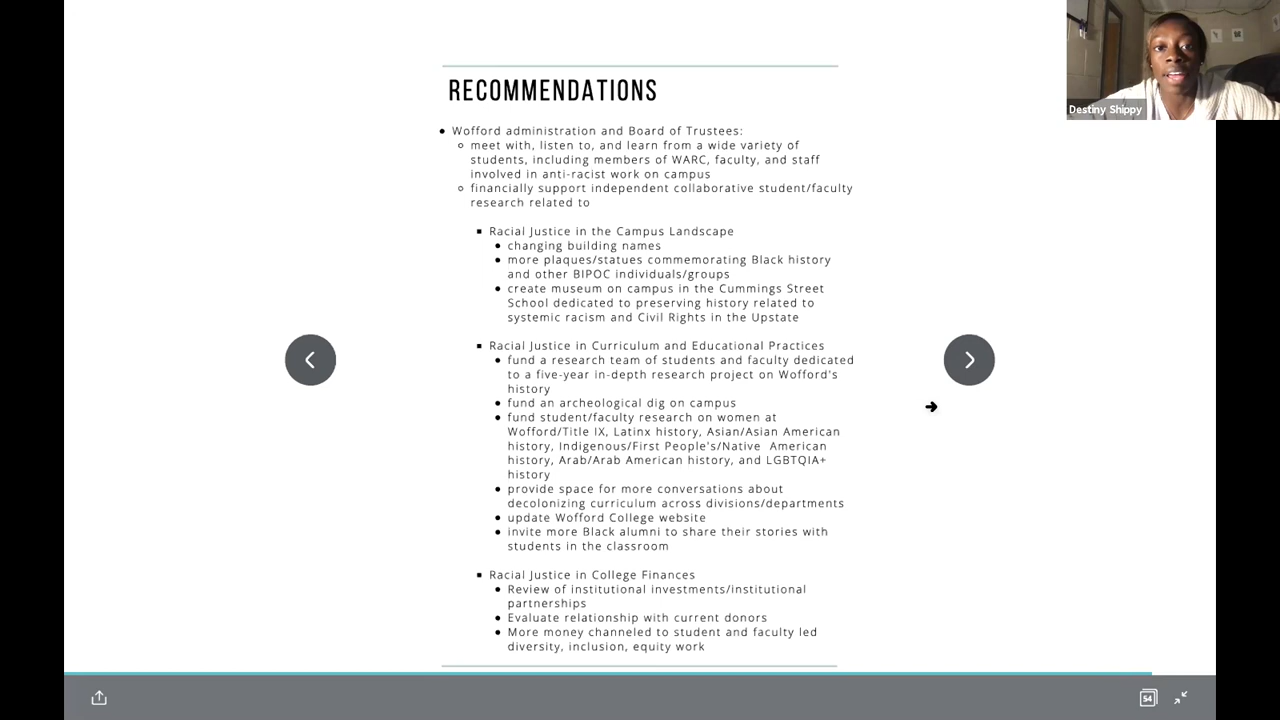 RECOMMENDATIONS
Destiny Shippy
• Wofford administration and Board of Trustees:
◦ meet with, listen to, and learn from a wide variety of
students, including members of WARC, faculty, and staff
involved in anti-racist work on campus
◦ financially support independent collaborative student/faculty
research related to
▪ Racial Justice in the Campus Landscape
• changing building names
• more plaques/statues commemorating Black history
and other BIPOC individuals/groups
• create museum on campus in the Cummings Street
School dedicated to preserving history related to
systemic racism and Civil Rights in the Upstate
▪ Racial Justice in Curriculum and Educational Practices
• fund a research team of students and faculty dedicated
to a five-year in-depth research project on Wofford's
history
• fund an archeological dig on campus
• fund student/faculty research on women at
Wofford/Title IX, Latinx history, Asian/Asian American
history, Indigenous/First People's/Native American
history, Arab/Arab American history, and LGBTQIA+
history
• provide space for more conversations about
decolonizing curriculum across divisions/departments
• update Wofford College website
• invite more Black alumni to share their stories with
students in the classroom
▪ Racial Justice in College Finances
• Review of institutional investments/institutional
partnerships
• Evaluate relationship with current donors
• More money channeled to student and faculty led
diversity, inclusion, equity work
54